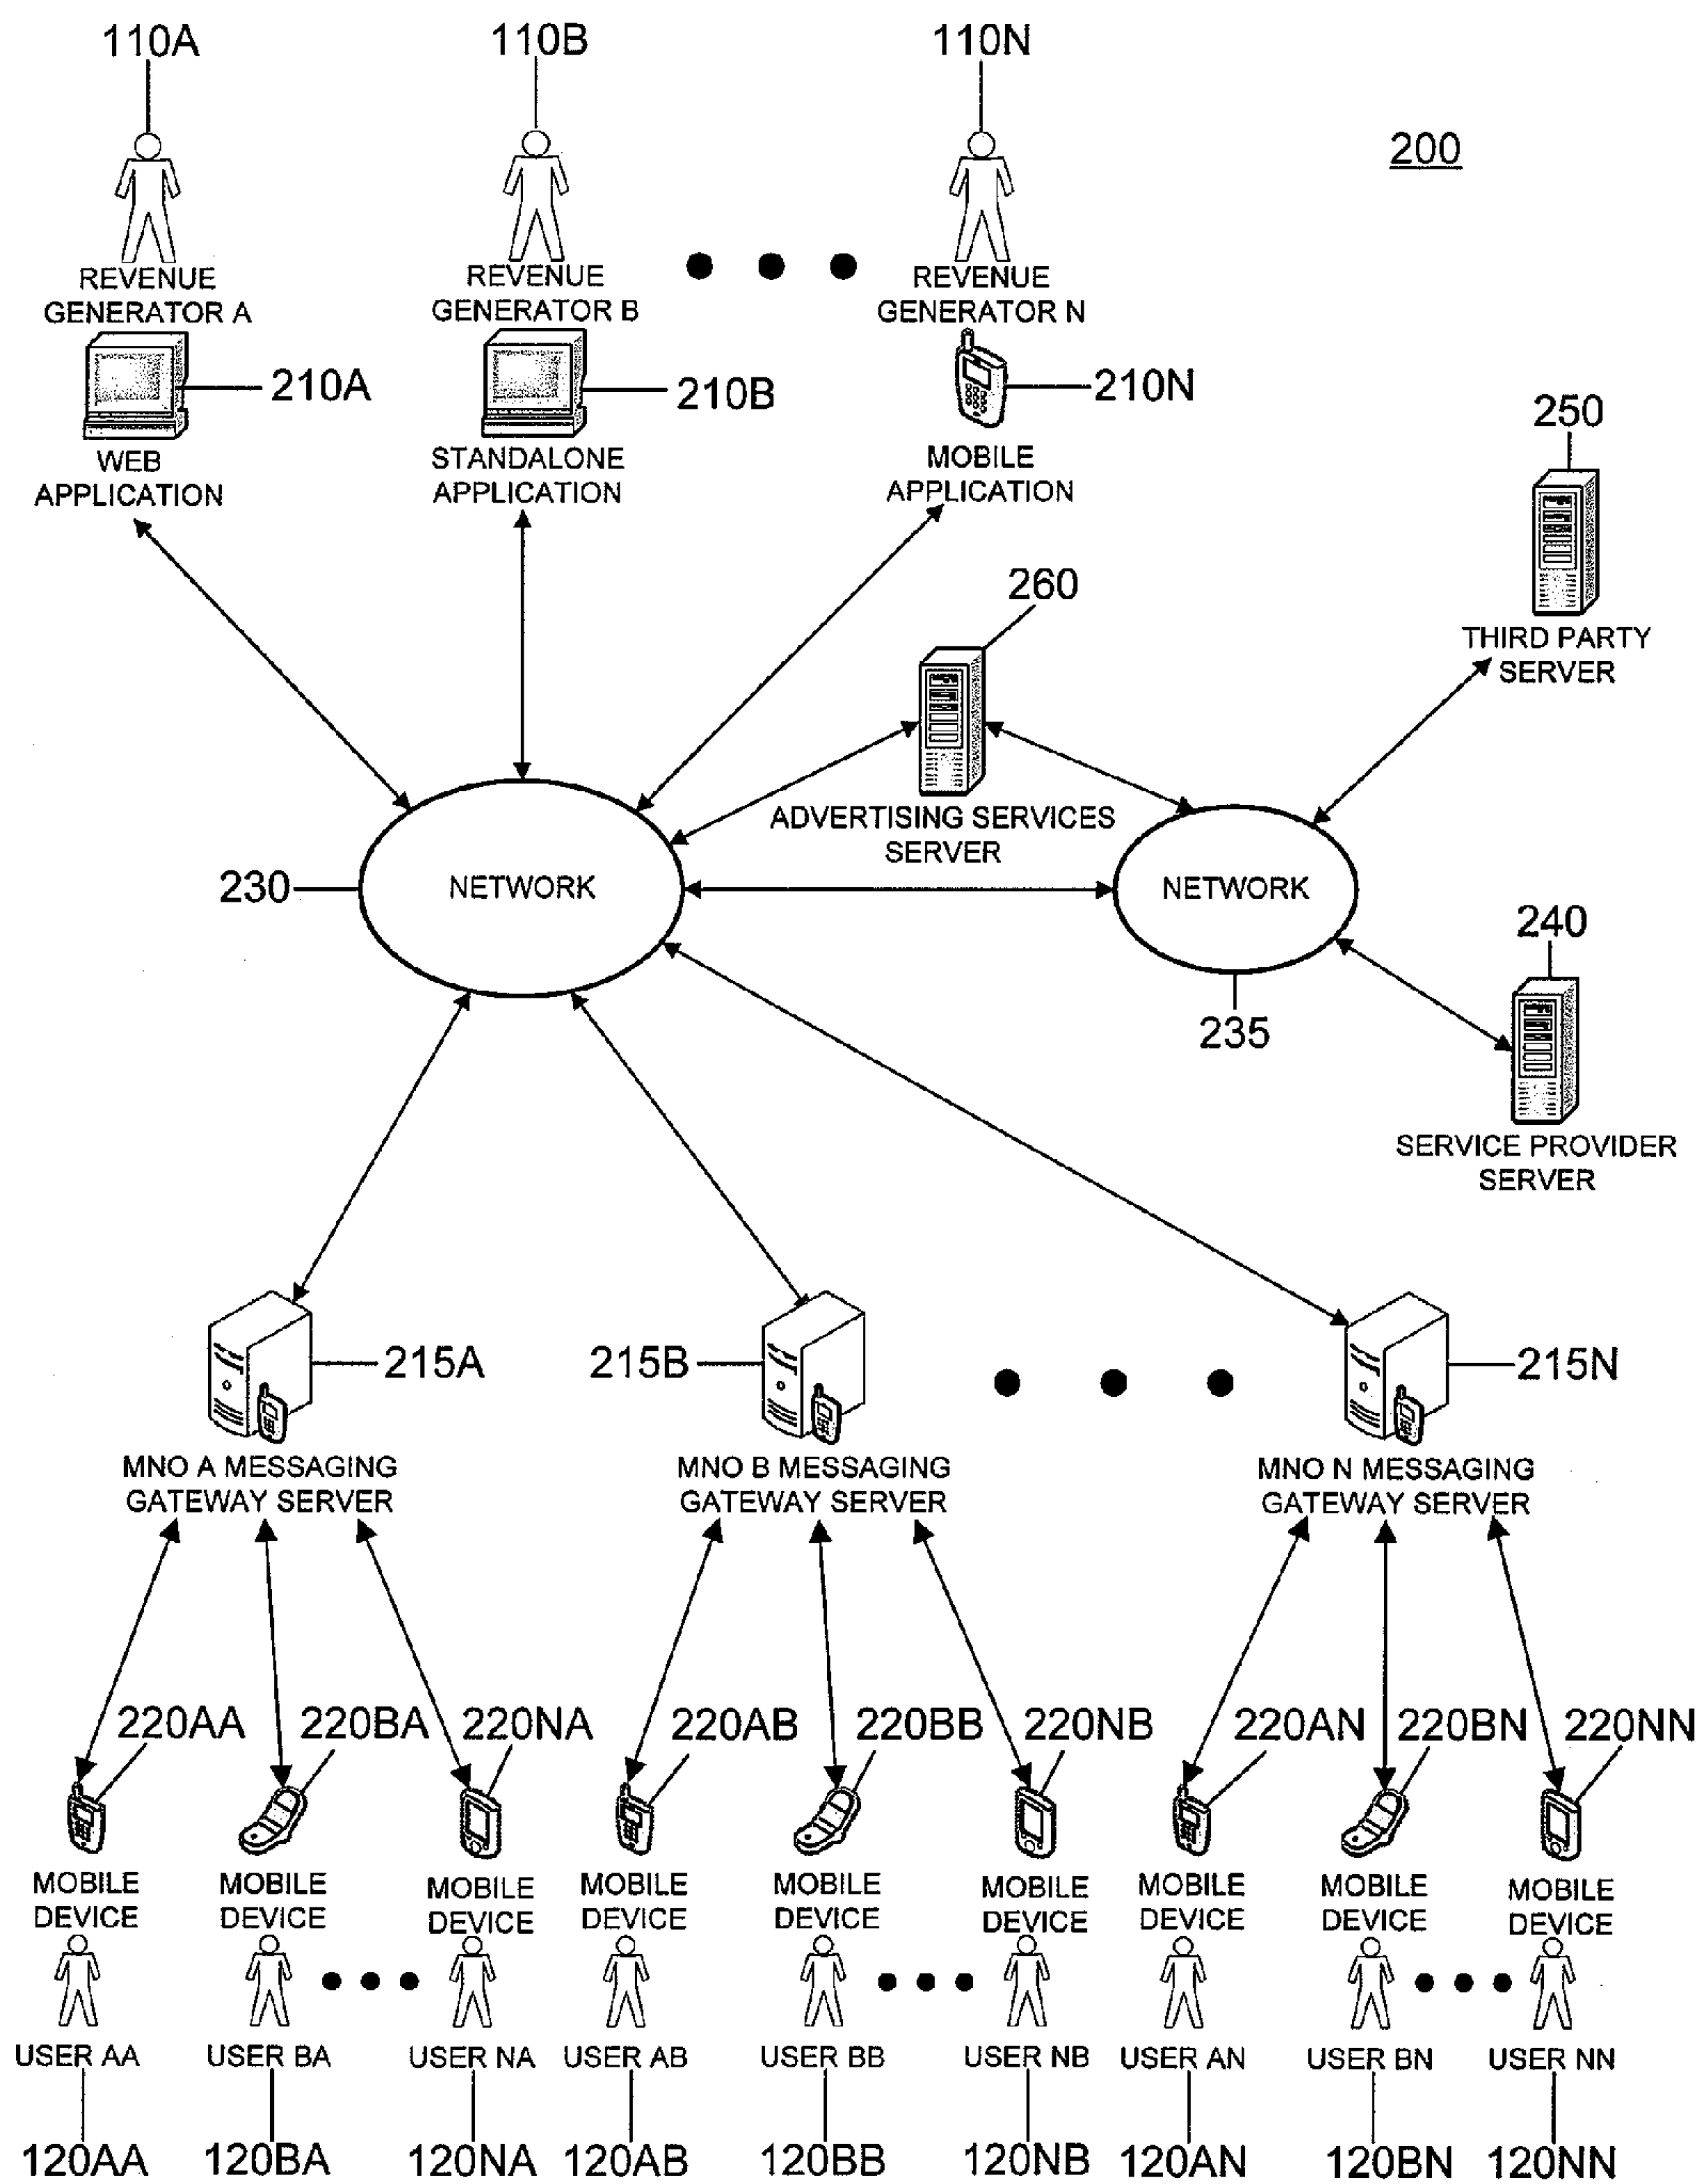 110A
110B
110N
200
REVENUE
GENERATOR A
REVENUE
GENERATOR B
REVENUE
GENERATOR N
210A
210B
210N
WEB
APPLICATION
STANDALONE
APPLICATION
MOBILE
APPLICATION
250
THIRD PARTY
SERVER
260
ADVERTISING SERVICES
SERVER
230
NETWORK
NETWORK
235
240
SERVICE PROVIDER
SERVER
215A
215B
215N
MNO A MESSAGING
GATEWAY SERVER
MNO B MESSAGING
GATEWAY SERVER
MNO N MESSAGING
GATEWAY SERVER
220AA
220BA
220NA
220AB
220BB
220NB
220AN
220BN
220NN
MOBILE
DEVICE
MOBILE
DEVICE
MOBILE
DEVICE
MOBILE
DEVICE
MOBILE
DEVICE
MOBILE
DEVICE
MOBILE
DEVICE
MOBILE
DEVICE
MOBILE
DEVICE
USER AA
USER BA
USER NA
USER AB
USER BB
USER NB
USER AN
USER BN
USER NN
120AA
120BA
120NA
120AB
120BB
120NB
120AN
120BN
120NN